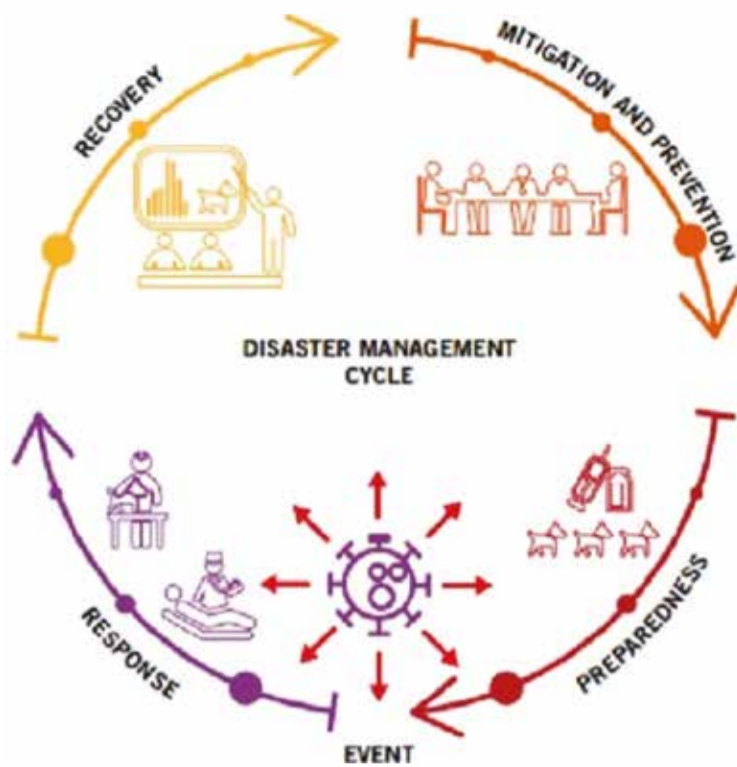 RECOVERY
MITIGATION AND PREVENTION
DISASTER MANAGEMENT
CYCLE
RESPONSE
PREPAREDNESS
EVENT